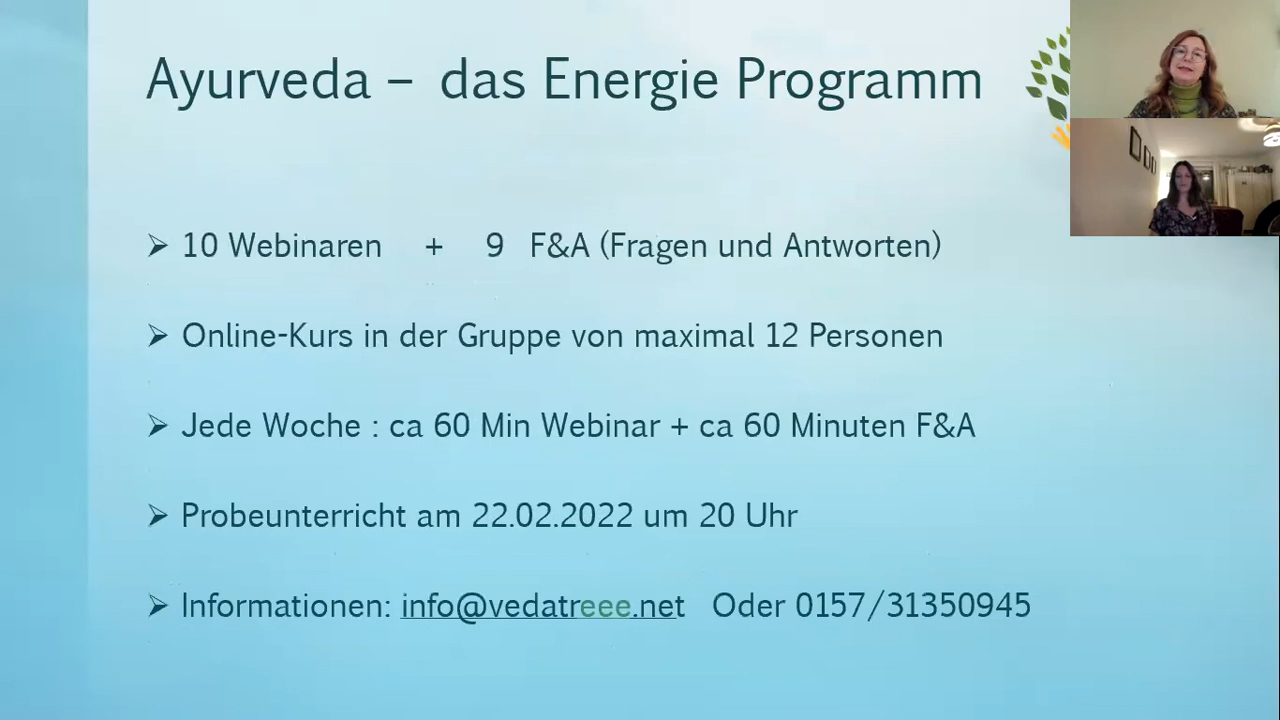 Ayurveda – das Energie Programm
➢ 10 Webinaren + 9 F&A (Fragen und Antworten)
➢ Online-Kurs in der Gruppe von maximal 12 Personen
➢ Jede Woche : ca 60 Min Webinar + ca 60 Minuten F&A
➢ Probeunterricht am 22.02.2022 um 20 Uhr
➢ Informationen: info@vedatreee.net Oder 0157/31350945